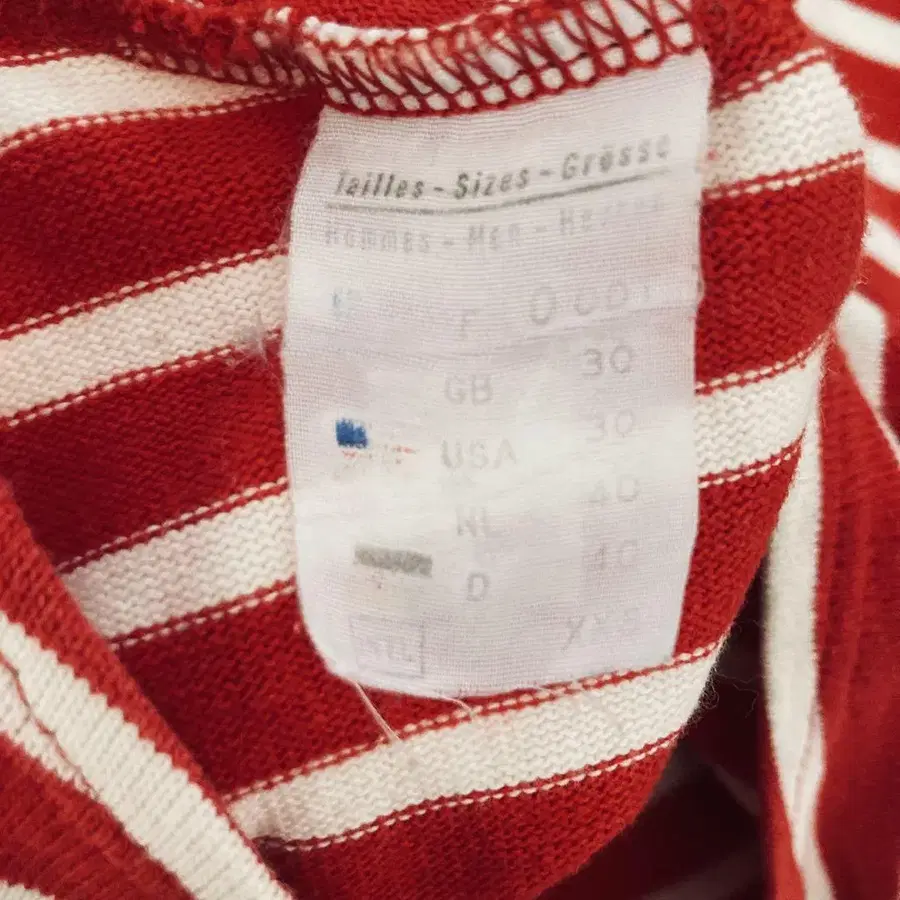 Tailles - Sizes - Grösse
Hommes - Men - Herren
F
GB 30
USA 30
NL 40
D 40
XXS